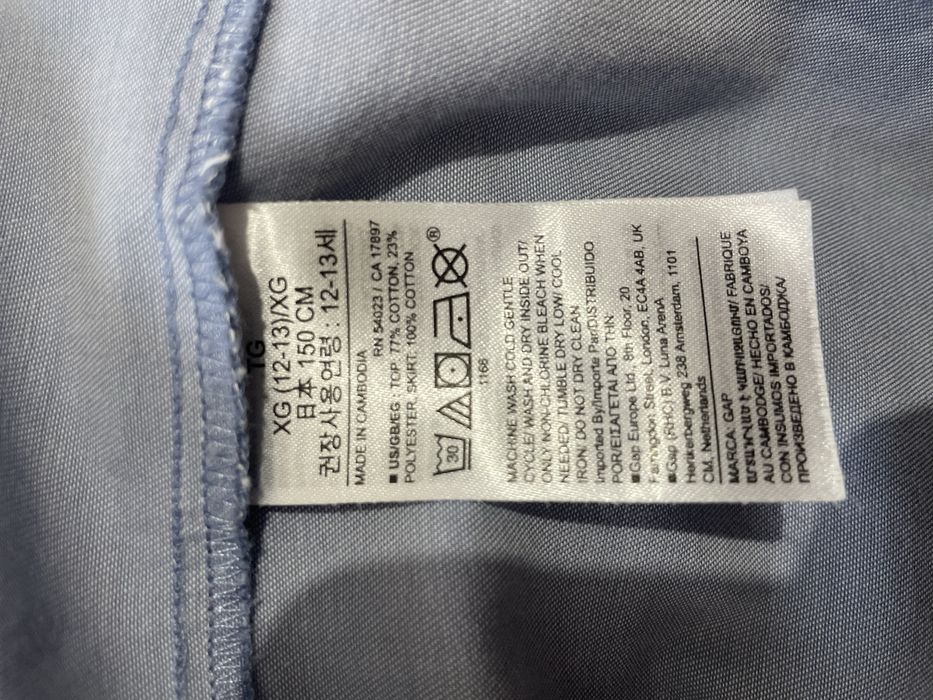 TG
XG (12-13)/XG
日本 150 CM
권장사용연령 : 12-13세
MADE IN CAMBODIA
RN 54023 / CA 17897
■ US/GB/EG: TOP: 77% COTTON, 23%
POLYESTER, SKIRT: 100% COTTON
30
®
1168
MACHINE WASH COLD GENTLE
CYCLE/ WASH AND DRY INSIDE OUT/
ONLY NON-CHLORINE BLEACH WHEN
NEEDED/ TUMBLE DRY LOW/ COOL
IRON/ DO NOT DRY CLEAN
Imported By/Importe Par/DISTRIBUIDO
POR/ΕΙΣΑΓΕΤΑΙ ΑΠΟ ΤΗΝ:
■Gap Europe Ltd. 8th Floor, 20
Farringdon Street, London, EC4A 4AB, UK
■Gap (RHC) B.V. Luma ArenA
Herikerbergweg 238 Amsterdam, 1101
CM, Netherlands
MARCA: GAP
FABRIQUE
AU CAMBODGE/ HECHO EN CAMBOYA
CON INSUMOS IMPORTADOS/
ПРОИЗВЕДЕНО В КАМБОДЖА/